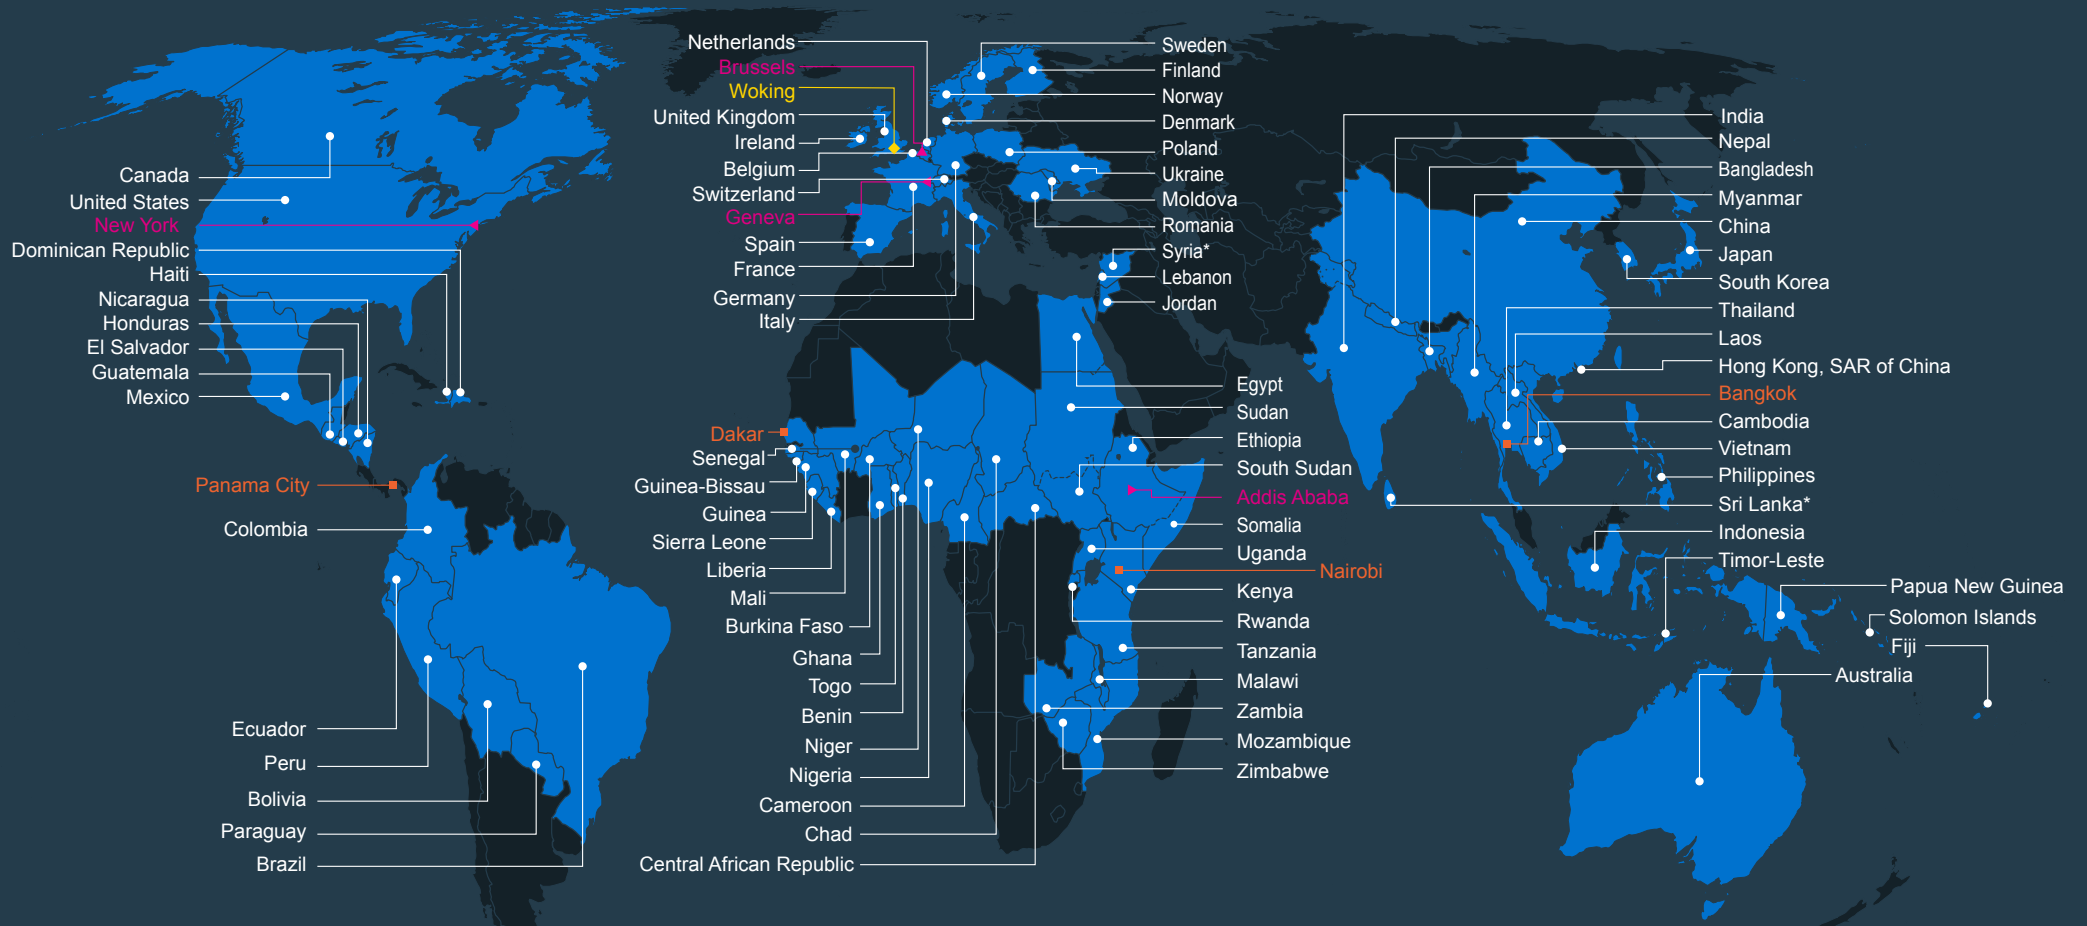 Canada
United States
New York
Dominican Republic
Haiti
Nicaragua
Honduras
El Salvador
Guatemala
Mexico
Panama City
Colombia
Ecuador
Peru
Bolivia
Paraguay
Brazil
Netherlands
Brussels
Woking
United Kingdom
Ireland
Belgium
Switzerland
Geneva
Spain
France
Germany
Italy
Sweden
Finland
Norway
Denmark
Poland
Ukraine
Moldova
Romania
Syria*
Lebanon
Jordan
Dakar
Senegal
Guinea-Bissau
Guinea
Sierra Leone
Liberia
Mali
Burkina Faso
Ghana
Togo
Benin
Niger
Nigeria
Cameroon
Chad
Central African Republic
Egypt
Sudan
Ethiopia
South Sudan
Addis Ababa
Somalia
Uganda
Nairobi
Kenya
Rwanda
Tanzania
Malawi
Zambia
Mozambique
Zimbabwe
India
Nepal
Bangladesh
Myanmar
China
Japan
South Korea
Thailand
Laos
Hong Kong, SAR of China
Bangkok
Cambodia
Vietnam
Philippines
Sri Lanka*
Indonesia
Timor-Leste
Papua New Guinea
Solomon Islands
Fiji
Australia